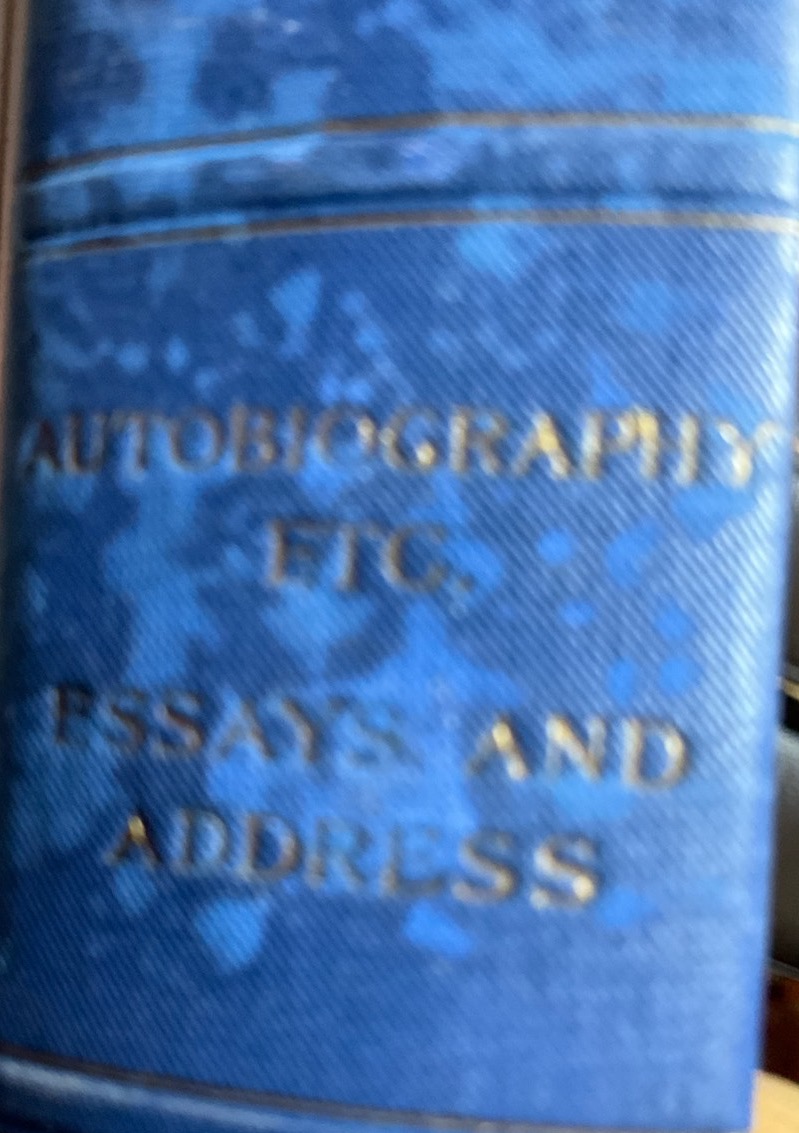 AUTOBIOGRAPHY
ETC.
ESSAYS AND
ADDRESS